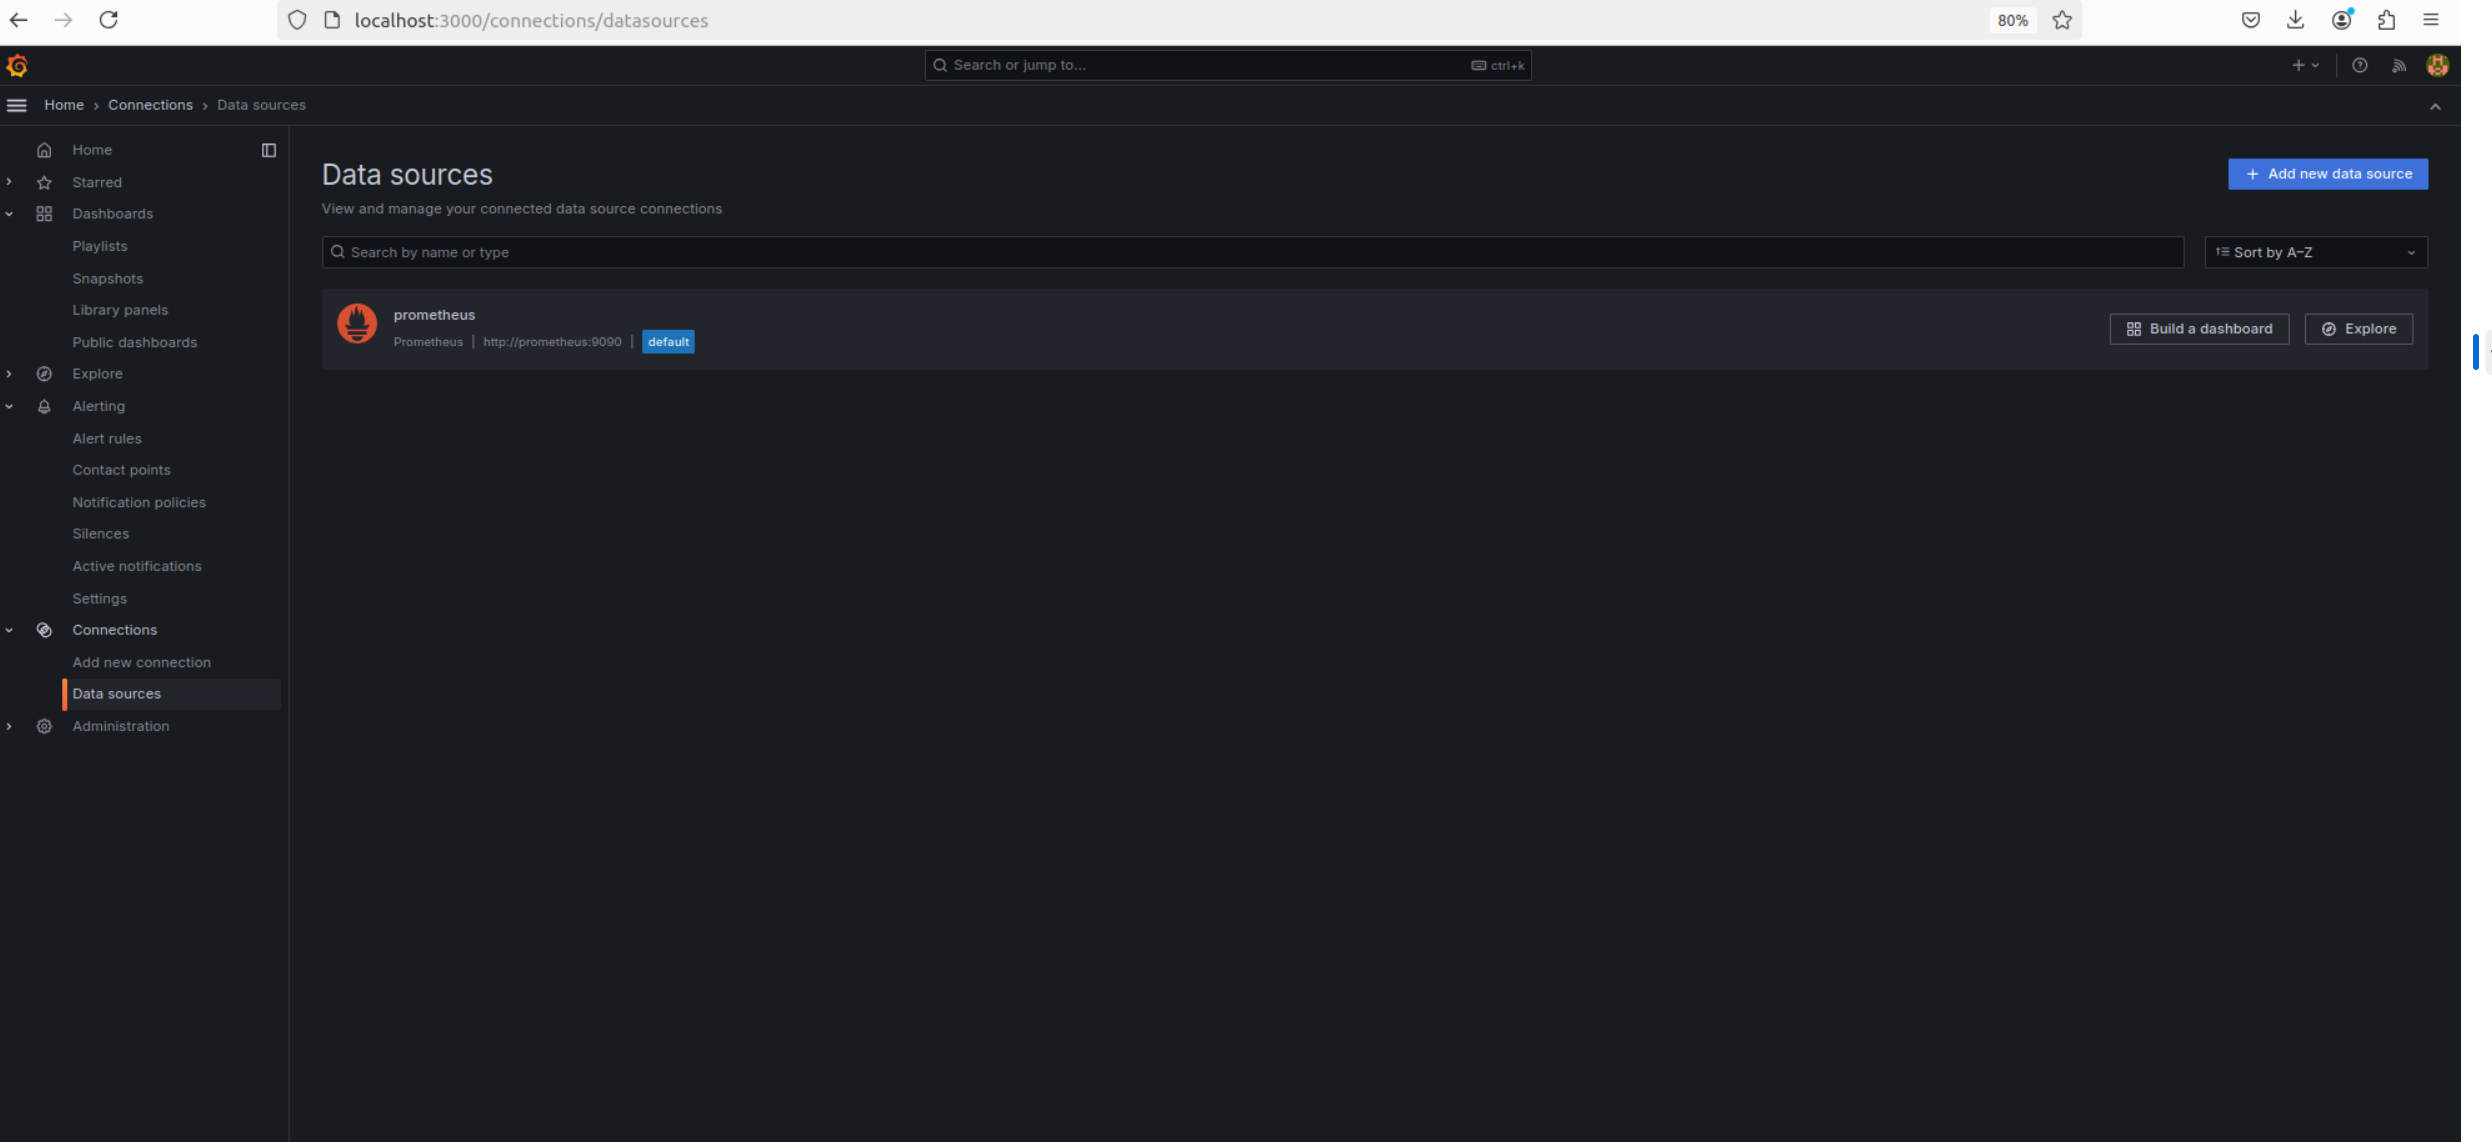 localhost:3000/connections/datasources
80%
Search or jump to...
ctrl+k
Home › Connections › Data sources
Home
Starred
Dashboards
Playlists
Snapshots
Library panels
Public dashboards
Explore
Alerting
Alert rules
Contact points
Notification policies
Silences
Active notifications
Settings
Connections
Add new connection
Data sources
Administration
Data sources
+ Add new data source
View and manage your connected data source connections
Search by name or type
Sort by A–Z
prometheus
Prometheus | http://prometheus:9090 | default
Build a dashboard
Explore